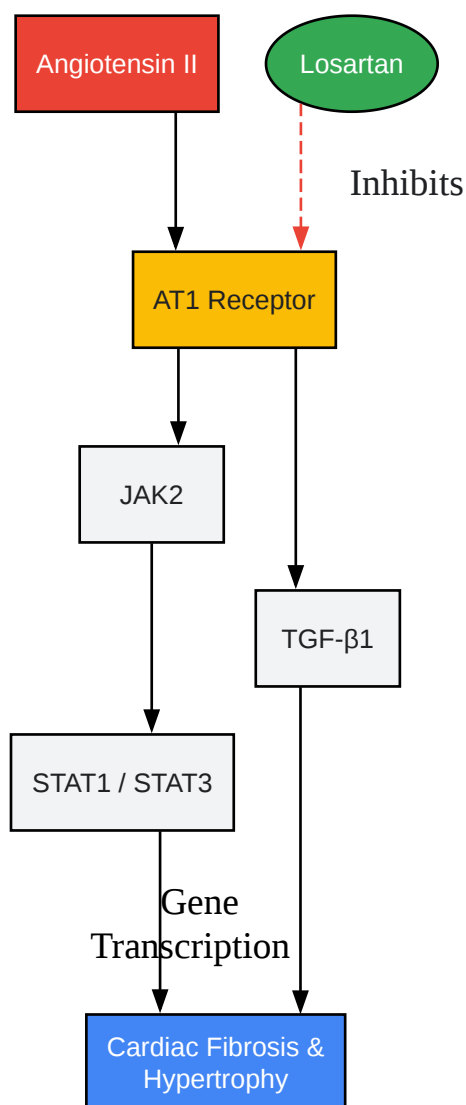 Angiotensin II
Losartan
Inhibits
AT1 Receptor
JAK2
TGF-β1
STAT1 / STAT3
Gene
Transcription
Cardiac Fibrosis &
Hypertrophy